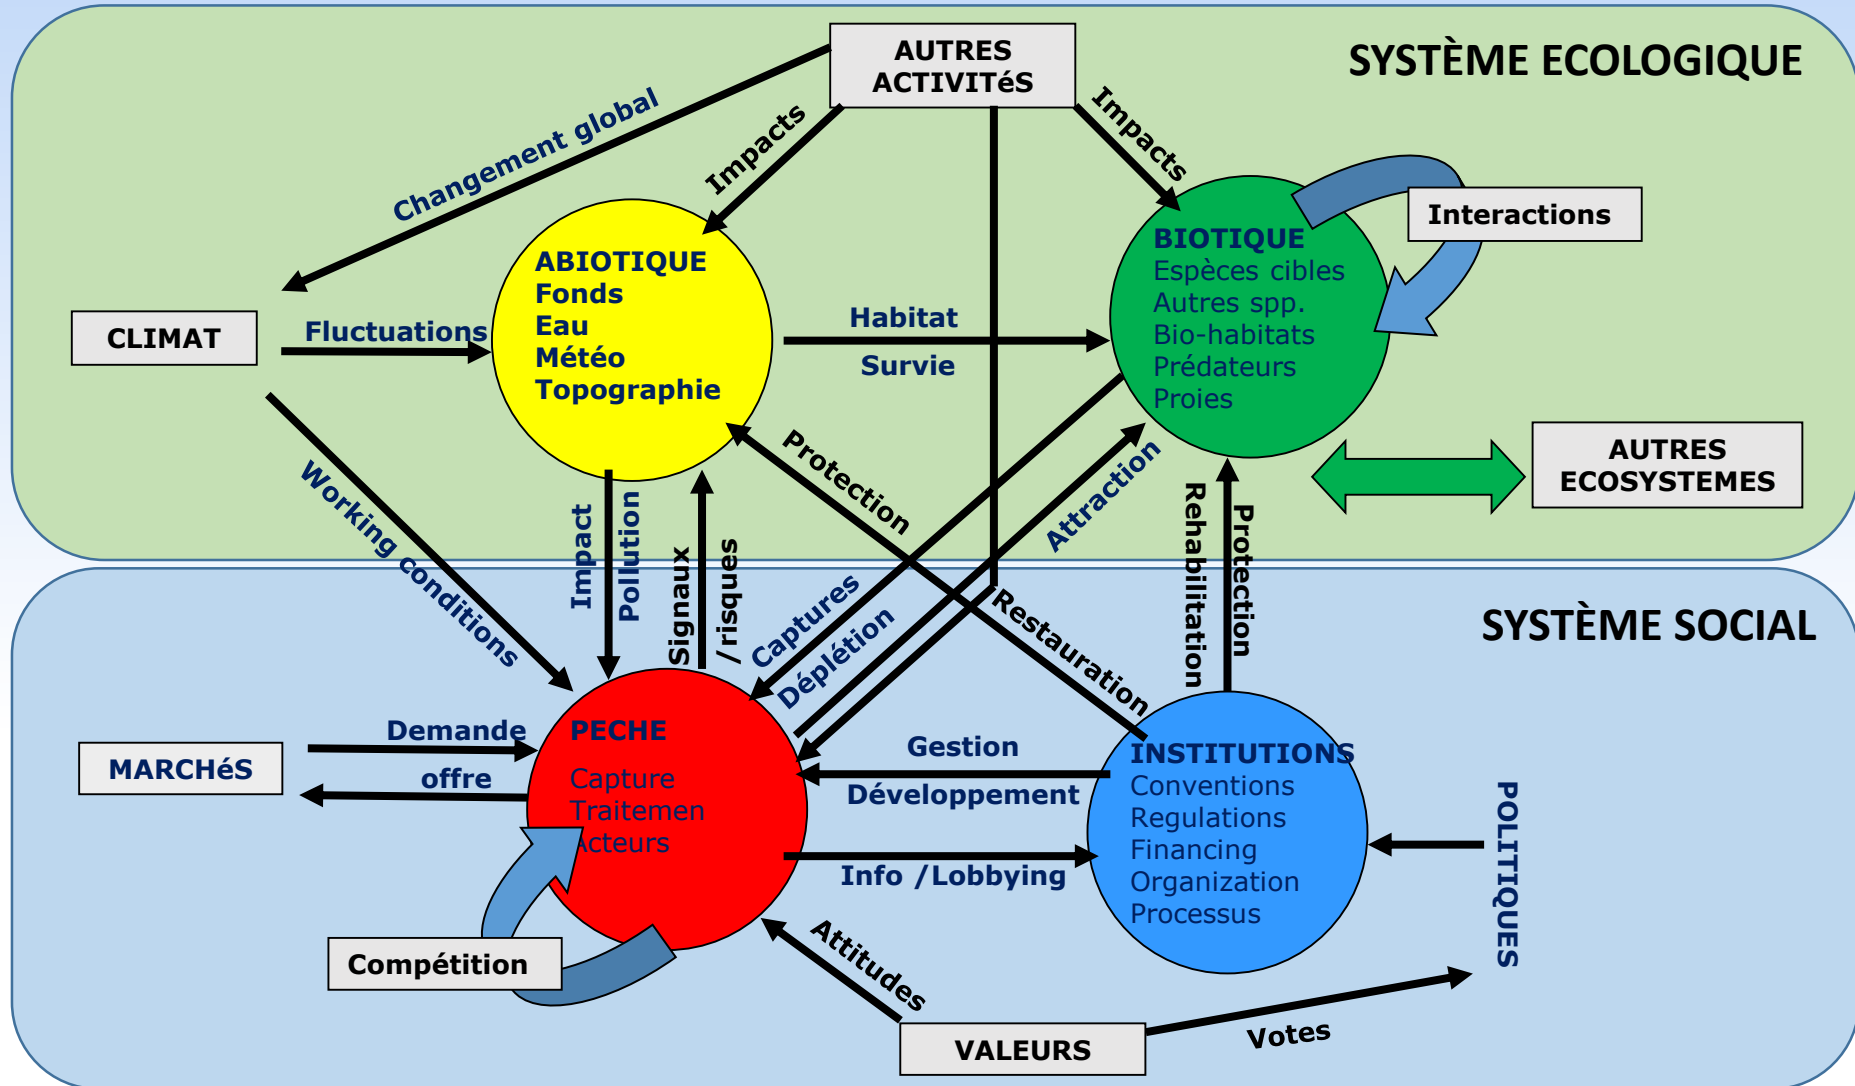 AUTRES
ACTIVITéS
SYSTÈME ECOLOGIQUE
Changement global
Impacts
Impacts
Interactions
ABIOTIQUE
Fonds
Eau
Météo
Topographie
BIOTIQUE
Espèces cibles
Autres spp.
Bio-habitats
Prédateurs
Proies
CLIMAT
Fluctuations
Habitat
Survie
AUTRES
ECOSYSTEMES
Working conditions
Impact
Pollution
Signaux
/risques
Protection
Restauration
Attraction
Captures
Déplétion
Rehabilitation
Protection
SYSTÈME SOCIAL
MARCHéS
Demande
offre
PECHE
Capture
Traitemen
Acteurs
Gestion
Développement
Info /Lobbying
INSTITUTIONS
Conventions
Regulations
Financing
Organization
Processus
POLITIQUES
Compétition
Attitudes
VALEURS
Votes